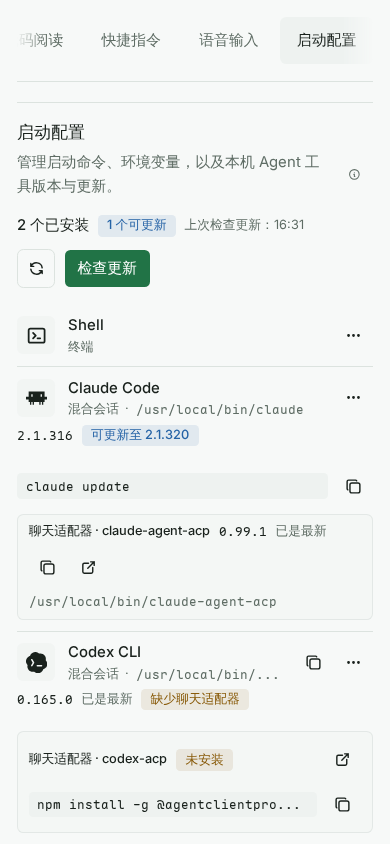 码阅读 快捷指令 语音输入 启动配置
启动配置
管理启动命令、环境变量，以及本机 Agent 工
具版本与更新。
2 个已安装 1 个可更新 上次检查更新：16:31
检查更新
Shell
终端
Claude Code
混合会话 · /usr/local/bin/claude
2.1.316 可更新至 2.1.320
claude update
聊天适配器 · claude-agent-acp 0.99.1 已是最新
/usr/local/bin/claude-agent-acp
Codex CLI
混合会话 · /usr/local/bin/...
0.165.0 已是最新 缺少聊天适配器
聊天适配器 · codex-acp 未安装
npm install -g @agentclientpro...